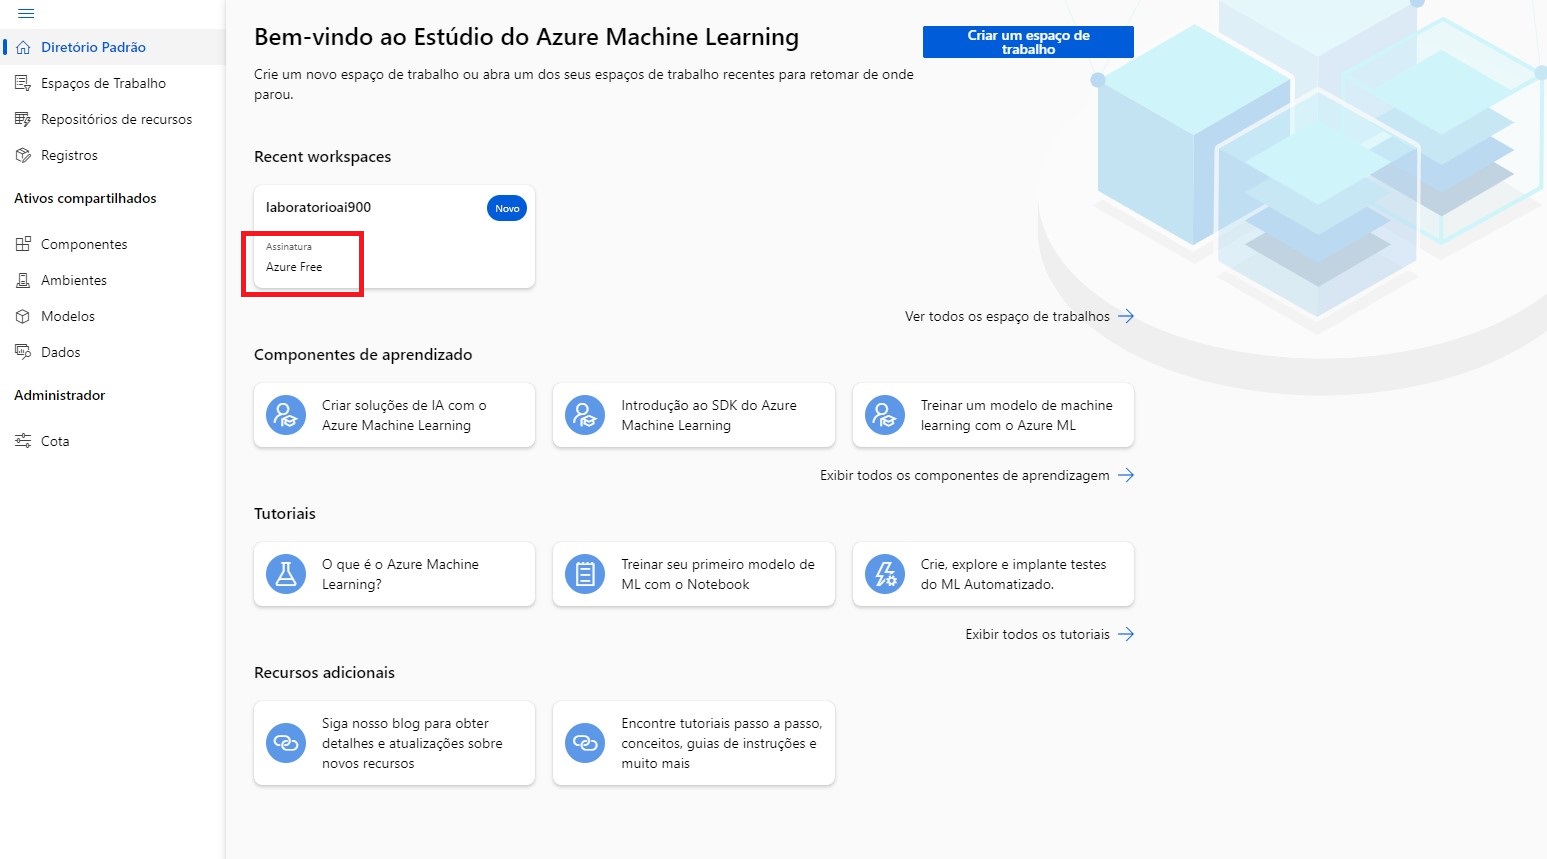 Diretório Padrão
Espaços de Trabalho
Repositórios de recursos
Registros
Ativos compartilhados
Componentes
Ambientes
Modelos
Dados
Administrador
Cota
Bem-vindo ao Estúdio do Azure Machine Learning
Criar um espaço de
trabalho
Crie um novo espaço de trabalho ou abra um dos seus espaços de trabalho recentes para retomar de onde
parou.
Recent workspaces
laboratorioai900
Novo
Assinatura
Azure Free
Ver todos os espaço de trabalhos
Componentes de aprendizado
Criar soluções de IA com o
Azure Machine Learning
Introdução ao SDK do Azure
Machine Learning
Treinar um modelo de machine
learning com o Azure ML
Exibir todos os componentes de aprendizagem
Tutoriais
O que é o Azure Machine
Learning?
Treinar seu primeiro modelo de
ML com o Notebook
Crie, explore e implante testes
do ML Automatizado.
Exibir todos os tutoriais
Recursos adicionais
Siga nosso blog para obter
detalhes e atualizações sobre
novos recursos
Encontre tutoriais passo a passo,
conceitos, guias de instruções e
muito mais